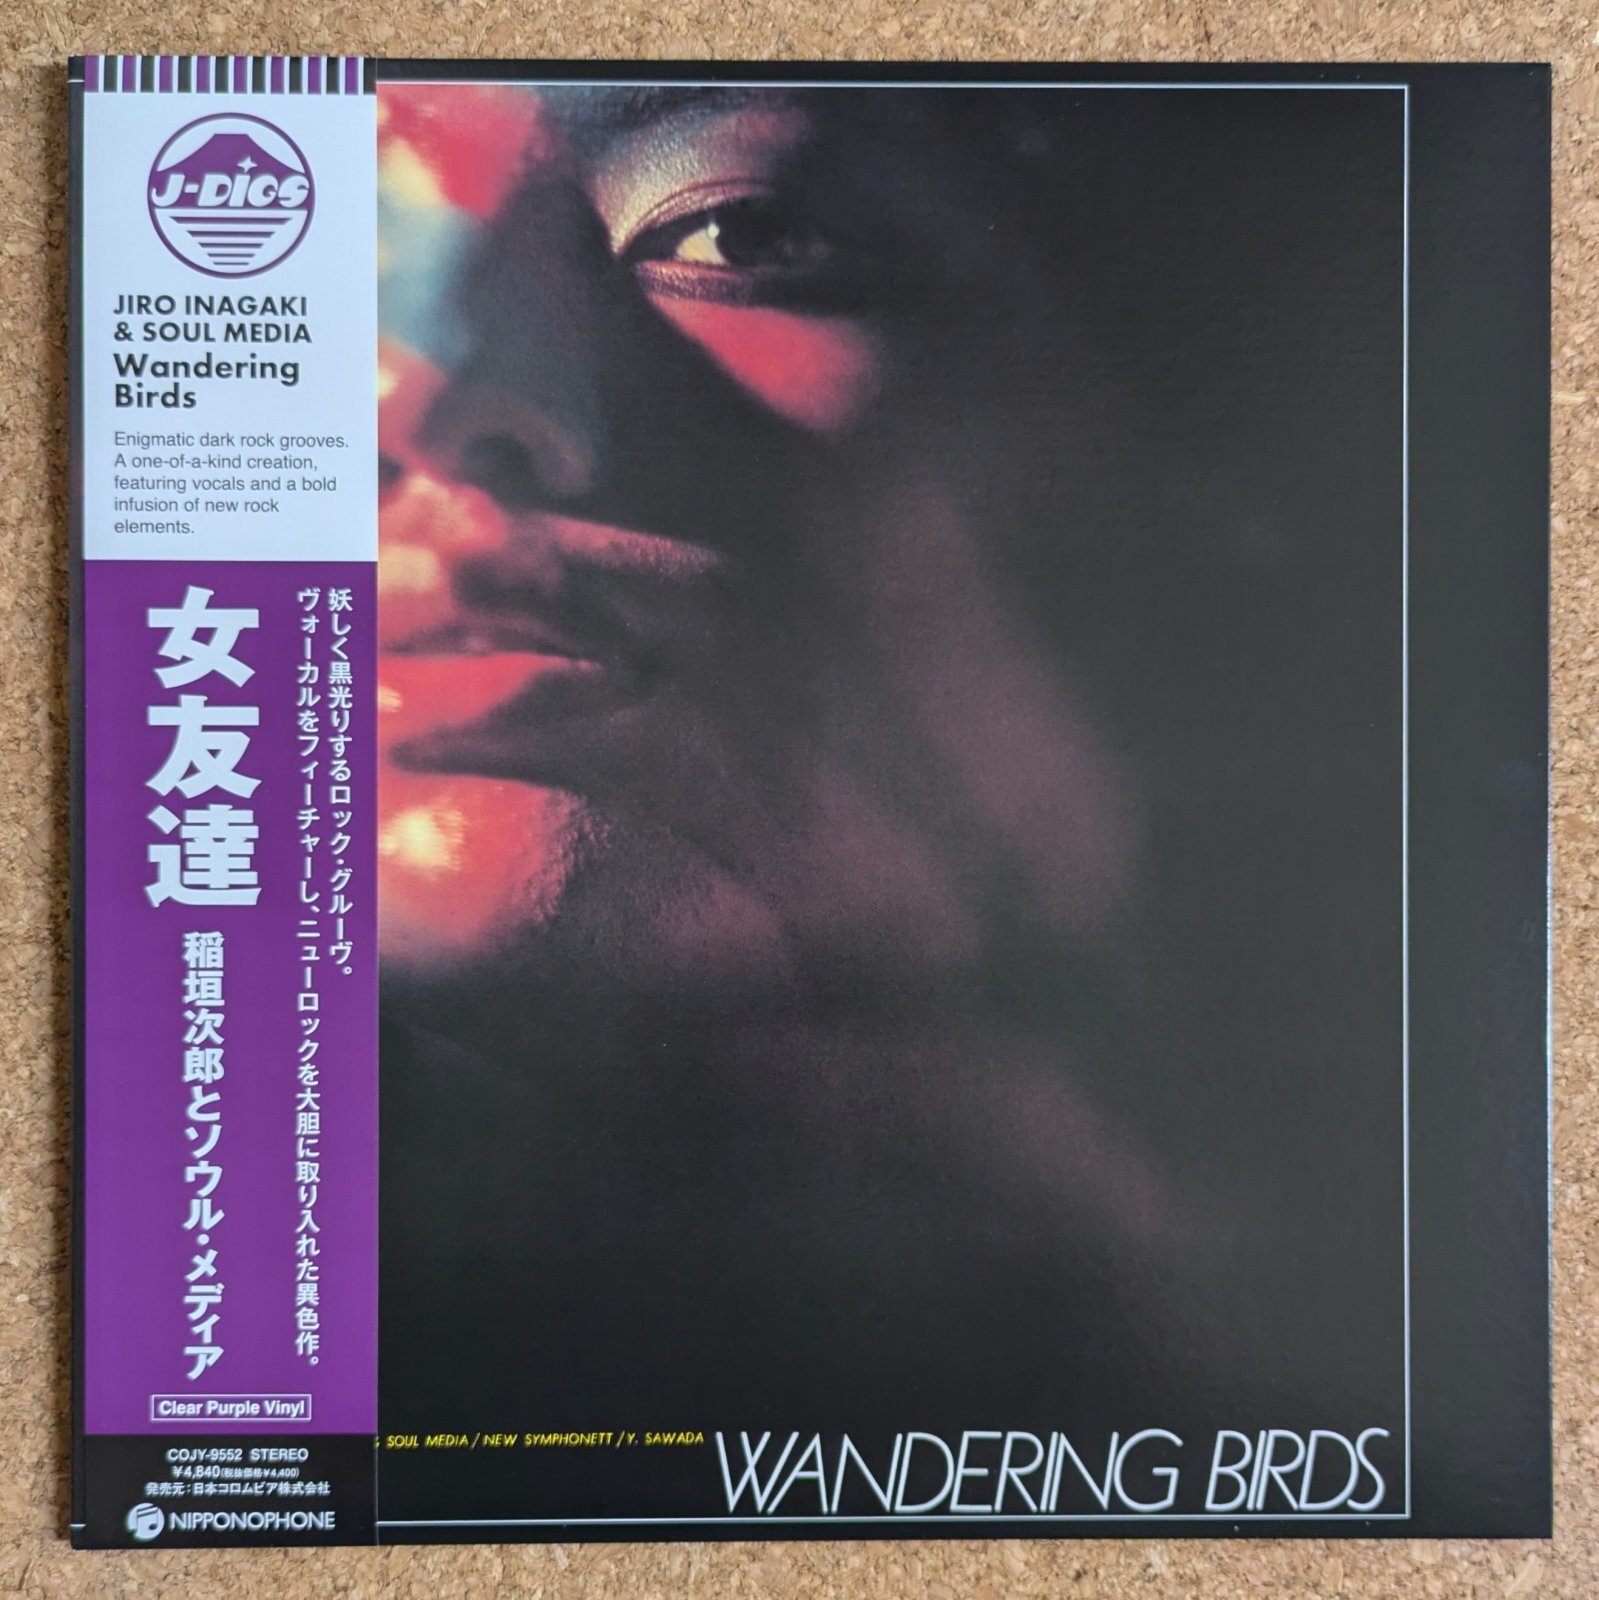 J-DIGS
JIRO INAGAKI
& SOUL MEDIA
Wandering
Birds
Enigmatic dark rock grooves.
A one-of-a-kind creation,
featuring vocals and a bold
infusion of new rock
elements.
妖しく黒光りするロック・グルーヴ。
ヴォーカルをフィーチャーし、ニューロックを大胆に取り入れた異色作。
女友達
稲垣次郎とソウル・メディア
Clear Purple Vinyl
COJY-9552 STEREO
¥4,840(税抜価格¥4,400)
発売元:日本コロムビア株式会社
NIPPONOPHONE
SOUL MEDIA / NEW SYMPHONETT / Y. SAWADA
WANDERING BIRDS